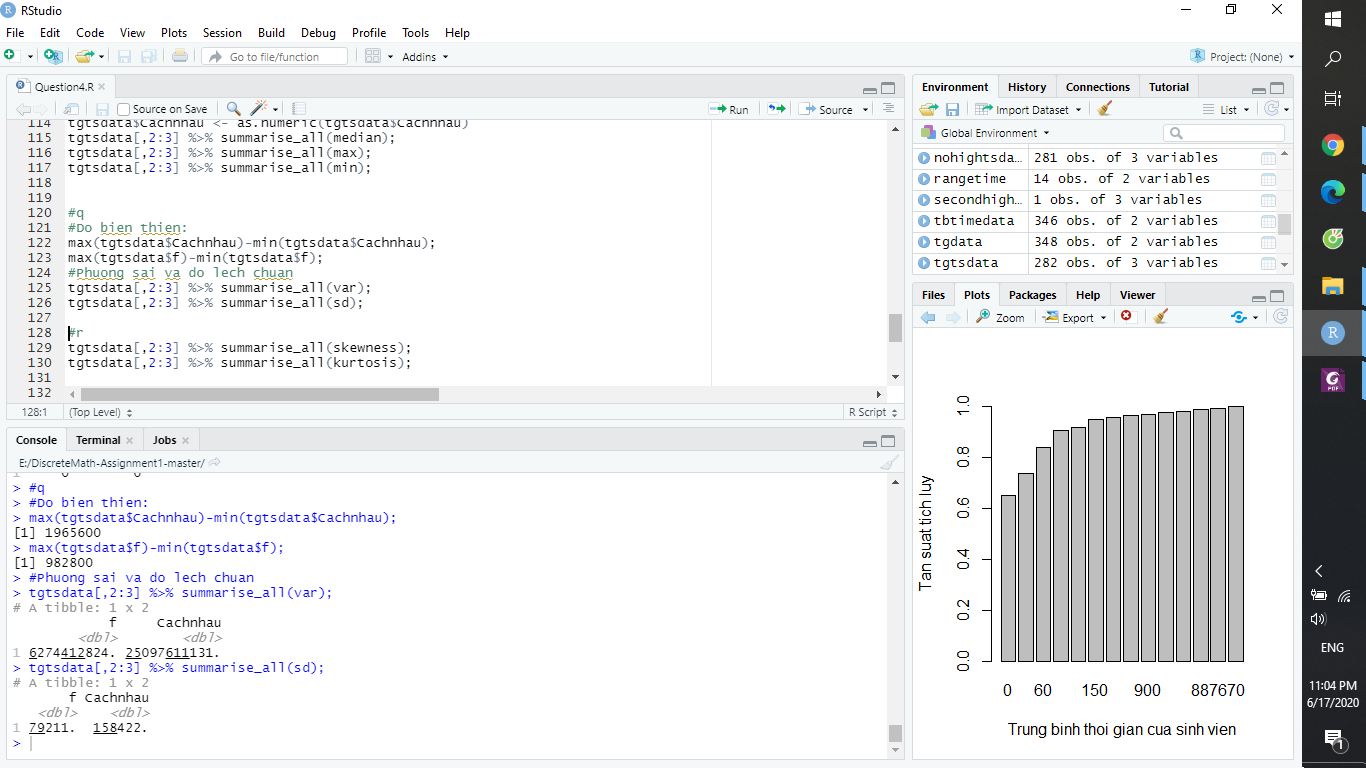 RStudio
File Edit Code View Plots Session Build Debug Profile Tools Help
Go to file/function Addins Project: (None)
Question4.R
Source on Save Run Source
114 tgtsdata$Cachnhau <- as.numeric(tgtsdata$Cachnhau)
115 tgtsdata[,2:3] %>% summarise_all(median);
116 tgtsdata[,2:3] %>% summarise_all(max);
117 tgtsdata[,2:3] %>% summarise_all(min);
118
119
120 #q
121 #Do bien thien:
122 max(tgtsdata$Cachnhau)-min(tgtsdata$Cachnhau);
123 max(tgtsdata$f)-min(tgtsdata$f);
124 #Phuong sai va do lech chuan
125 tgtsdata[,2:3] %>% summarise_all(var);
126 tgtsdata[,2:3] %>% summarise_all(sd);
127
128 #r
129 tgtsdata[,2:3] %>% summarise_all(skewness);
130 tgtsdata[,2:3] %>% summarise_all(kurtosis);
131
132
128:1 (Top Level) R Script
Console Terminal Jobs
E:/DiscreteMath-Assignment1-master/
1 0 0
> #q
> #Do bien thien:
> max(tgtsdata$Cachnhau)-min(tgtsdata$Cachnhau);
[1] 1965600
> max(tgtsdata$f)-min(tgtsdata$f);
[1] 982800
> #Phuong sai va do lech chuan
> tgtsdata[,2:3] %>% summarise_all(var);
# A tibble: 1 x 2
f Cachnhau
<dbl> <dbl>
1 6274412824. 25097611131.
> tgtsdata[,2:3] %>% summarise_all(sd);
# A tibble: 1 x 2
f Cachnhau
<dbl> <dbl>
1 79211. 158422.
>
Environment History Connections Tutorial
Import Dataset List
Global Environment
nohightsda… 281 obs. of 3 variables
rangetime 14 obs. of 2 variables
secondhigh… 1 obs. of 3 variables
tbtimedata 346 obs. of 2 variables
tgdata 348 obs. of 2 variables
tgtsdata 282 obs. of 3 variables
Files Plots Packages Help Viewer
Zoom Export
Tan suat tich luy
1.0
0.8
0.6
0.4
0.2
0.0
0 60 150 900 887670
Trung binh thoi gian cua sinh vien
R
PDF
ENG
11:04 PM
6/17/2020
1